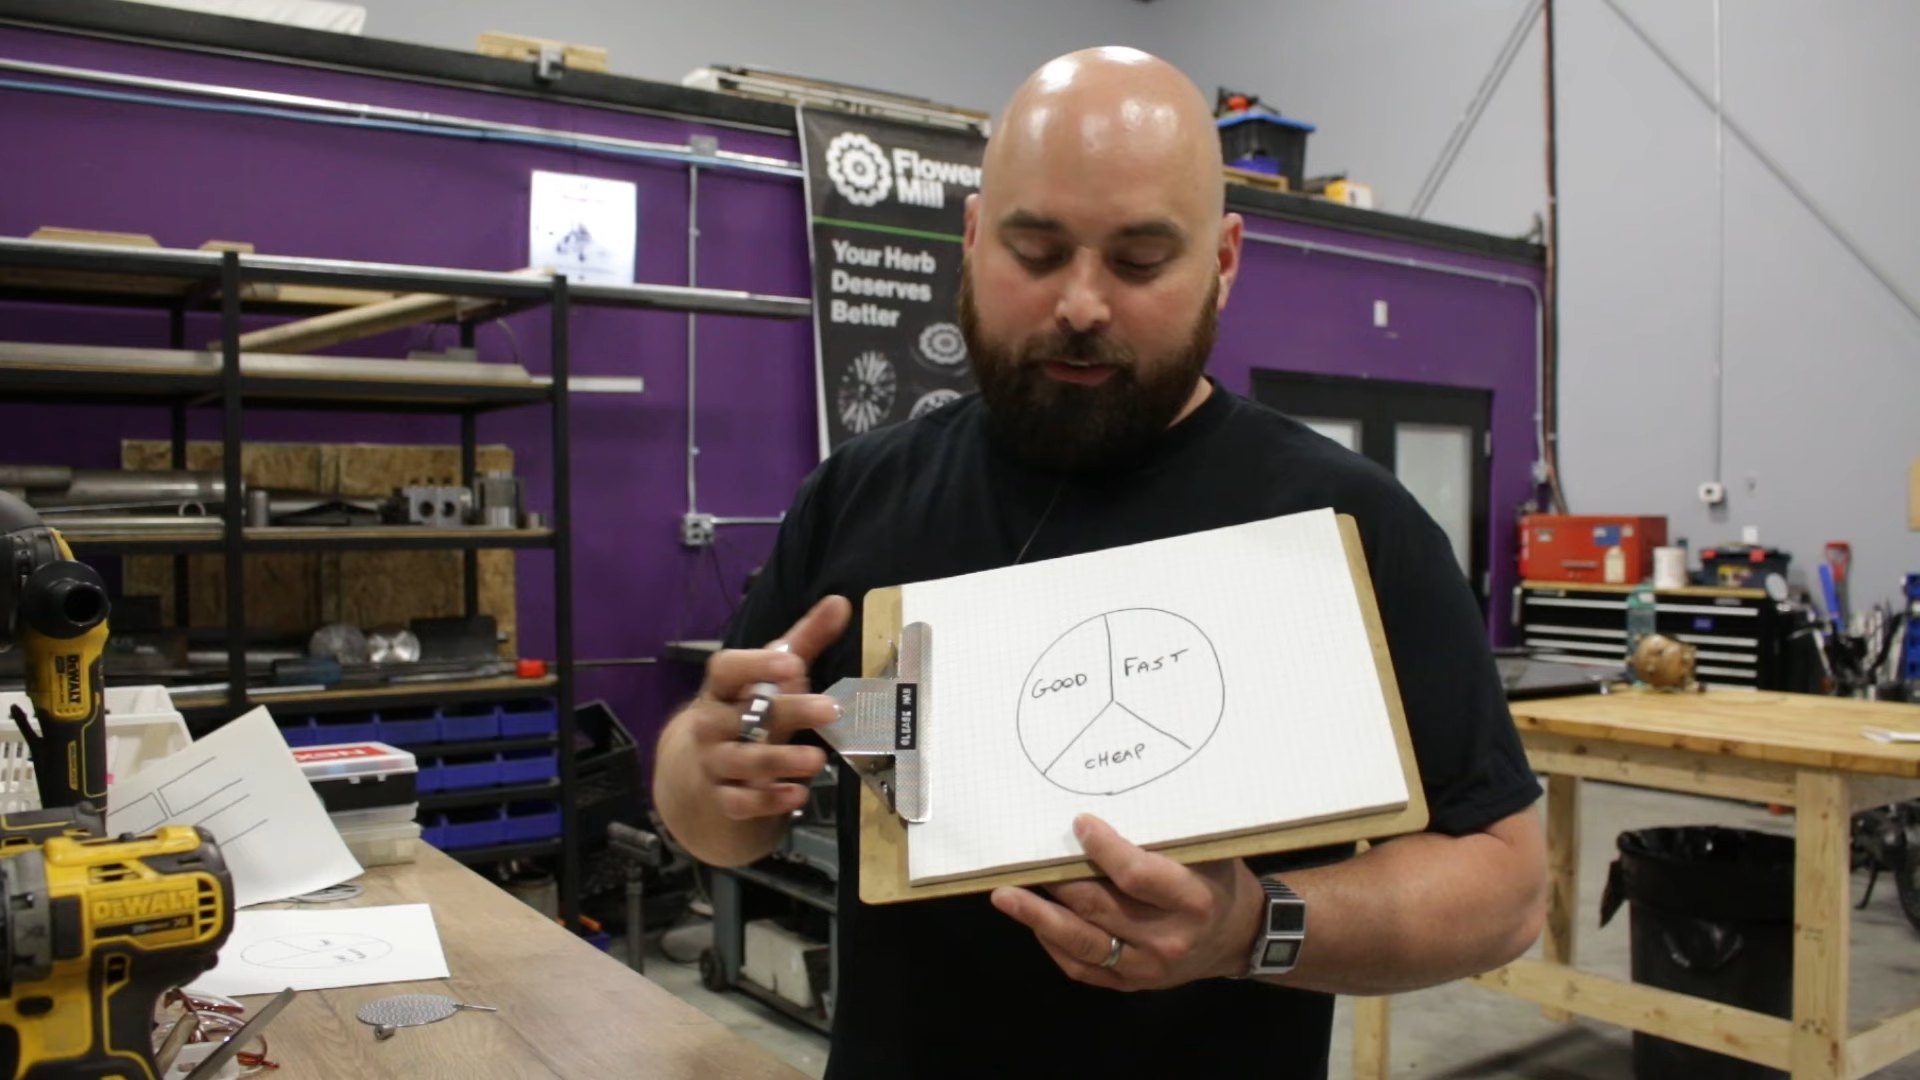 Flower
Mill
Your Herb
Deserves
Better
GOOD
FAST
CHEAP
DEWALT
DEWALT